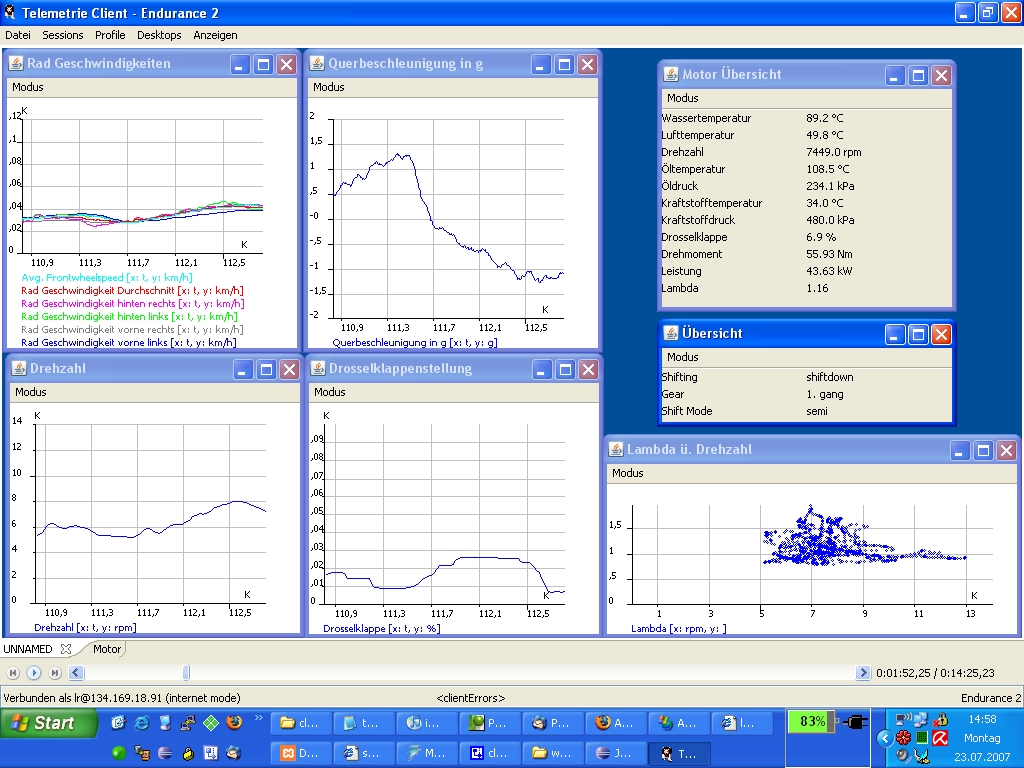 Telemetrie Client - Endurance 2
Datei Sessions Profile Desktops Anzeigen
Rad Geschwindigkeiten
Modus
K
,12
,1
,08
,06
,04
,02
0
K
110,9 111,3 111,7 112,1 112,5
Avg. Frontwheelspeed [x: t, y: km/h]
Rad Geschwindigkeit Durchschnitt [x: t, y: km/h]
Rad Geschwindigkeit hinten rechts [x: t, y: km/h]
Rad Geschwindigkeit hinten links [x: t, y: km/h]
Rad Geschwindigkeit vorne rechts [x: t, y: km/h]
Rad Geschwindigkeit vorne links [x: t, y: km/h]
Querbeschleunigung in g
Modus
2
1,5
1
,5
-0
-,5
-1
-1,5
-2
K
110,9 111,3 111,7 112,1 112,5
Querbeschleunigung in g [x: t, y: g]
Motor Übersicht
Modus
Wassertemperatur 89.2 °C
Lufttemperatur 49.8 °C
Drehzahl 7449.0 rpm
Öltemperatur 108.5 °C
Öldruck 234.1 kPa
Kraftstofftemperatur 34.0 °C
Kraftstoffdruck 480.0 kPa
Drosselklappe 6.9 %
Drehmoment 55.93 Nm
Leistung 43.63 kW
Lambda 1.16
Übersicht
Modus
Shifting shiftdown
Gear 1. gang
Shift Mode semi
Drehzahl
Modus
K
14
12
10
8
6
4
2
0
K
110,9 111,3 111,7 112,1 112,5
Drehzahl [x: t, y: rpm]
Drosselklappenstellung
Modus
K
,09
,08
,07
,06
,05
,04
,03
,02
,01
0
K
110,9 111,3 111,7 112,1 112,5
Drosselklappe [x: t, y: %]
Lambda ü. Drehzahl
Modus
1,5
1
,5
0
K
1 3 5 7 9 11 13
Lambda [x: rpm, y: ]
UNNAMED Motor
0:01:52,25 / 0:14:25,23
Verbunden als lr@134.169.18.91 (internet mode) <clientErrors> Endurance 2
Start
cl... t... i... P... P... A... A... l...
D... s... M... cl... w... J... T...
83%
14:58
Montag
23.07.2007